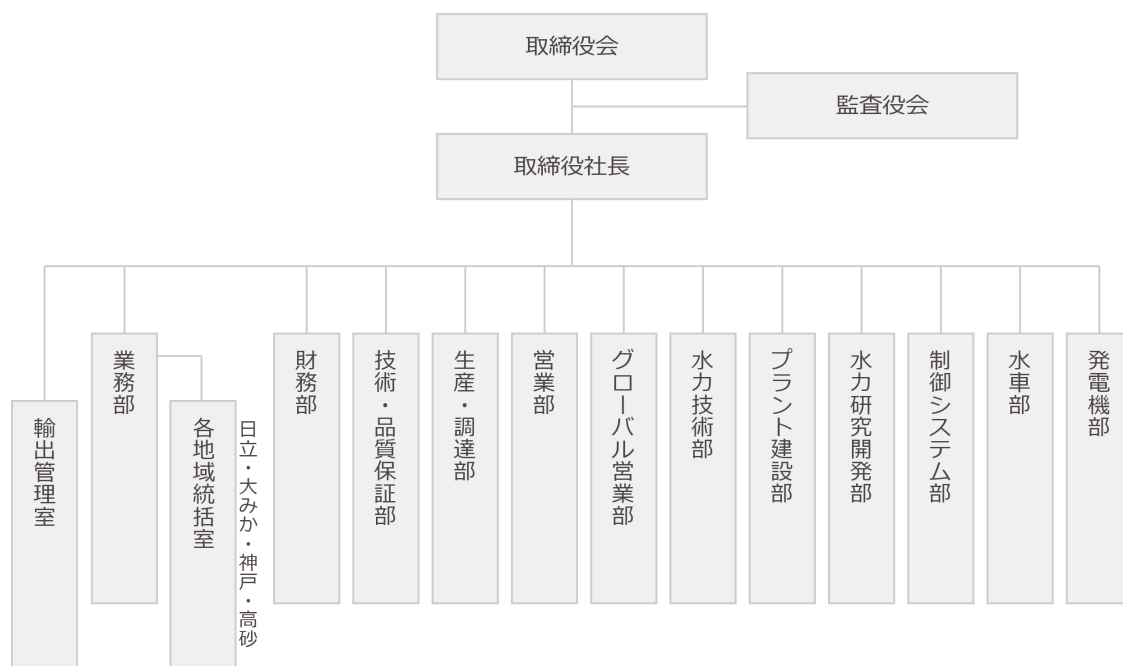 取締役会
監査役会
取締役社長
輸出管理室
業務部
各地域統括室
日立・大みか・神戸・高砂
財務部
技術・品質保証部
生産・調達部
営業部
グローバル営業部
水力技術部
プラント建設部
水力研究開発部
制御システム部
水車部
発電機部